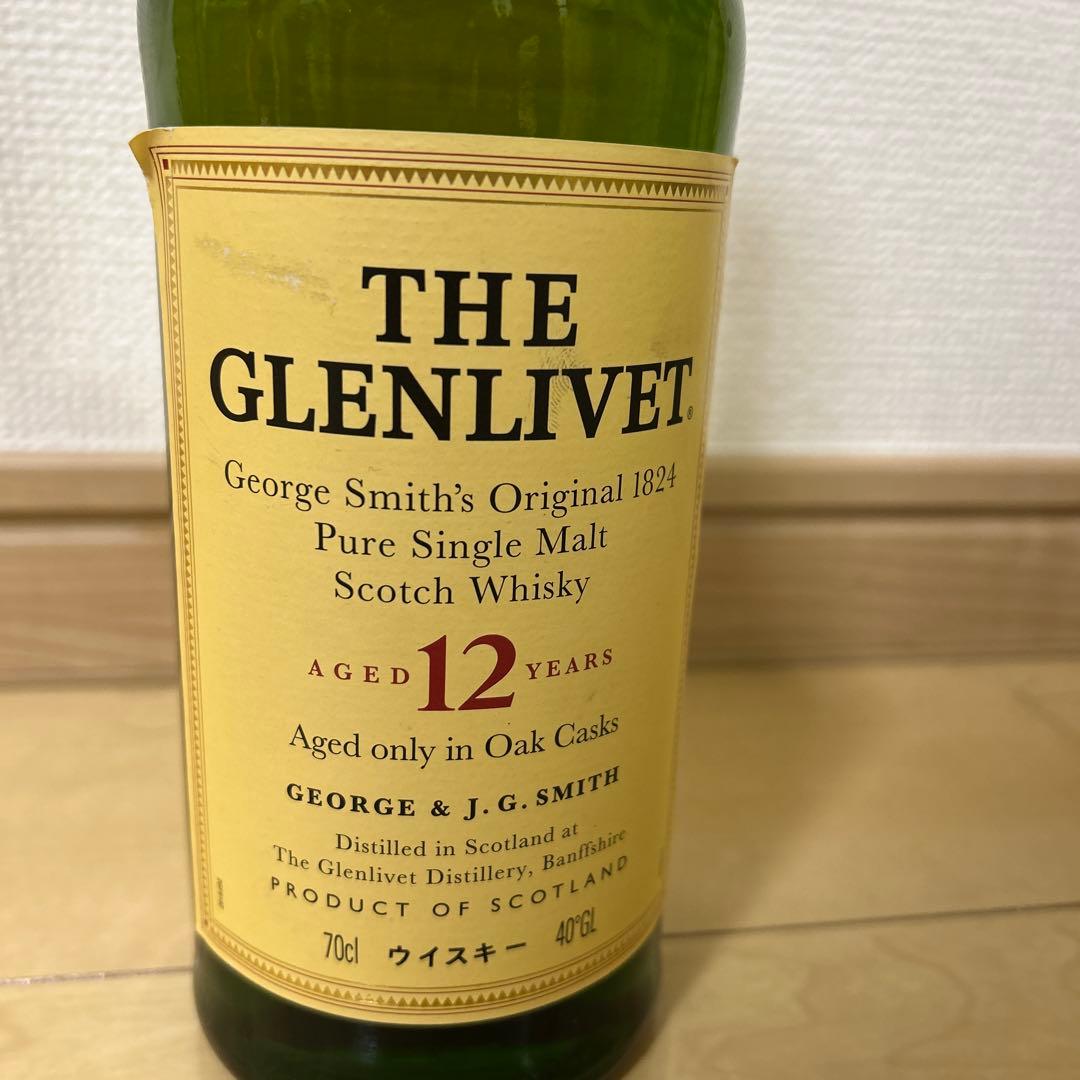 THE
GLENLIVET®
George Smith's Original 1824
Pure Single Malt
Scotch Whisky
AGED 12 YEARS
Aged only in Oak Casks
GEORGE & J. G. SMITH
Distilled in Scotland at
The Glenlivet Distillery, Banffshire
PRODUCT OF SCOTLAND
70cl ウイスキー 40°GL